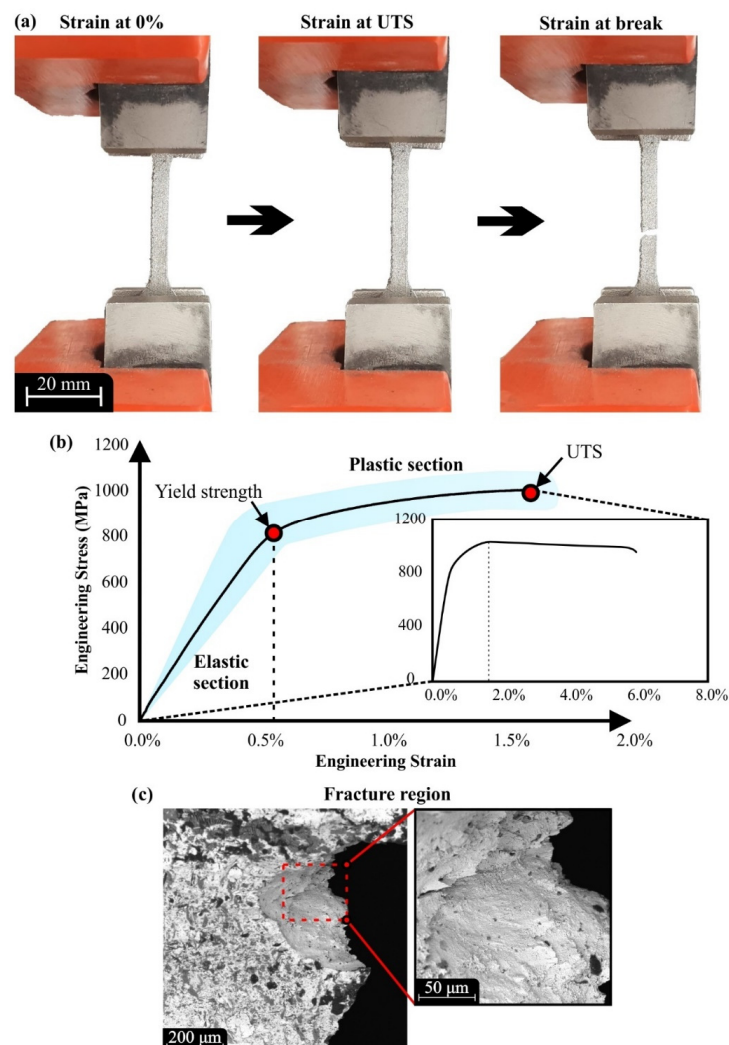 (a)
Strain at 0%
Strain at UTS
Strain at break
20 mm
(b)
1200
1000
800
600
400
200
0
Engineering Stress (MPa)
Yield strength
Plastic section
UTS
Elastic
section
1200
800
400
0
0.0%
2.0%
4.0%
6.0%
8.0%
0.0%
0.5%
1.0%
1.5%
2.0%
Engineering Strain
(c)
Fracture region
200 µm
50 µm